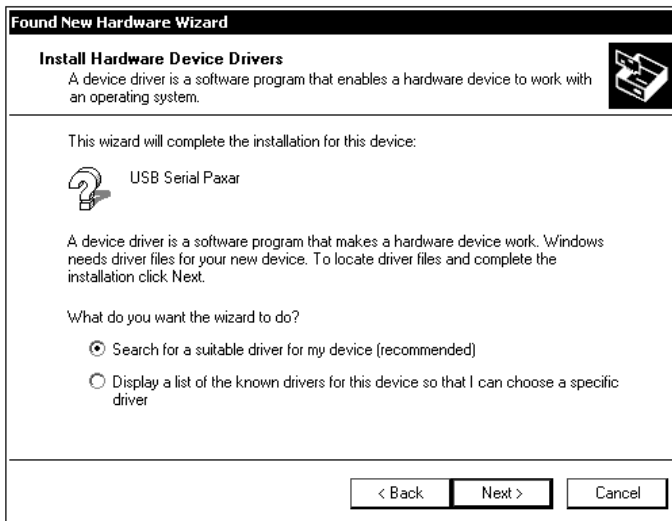 Found New Hardware Wizard
Install Hardware Device Drivers
A device driver is a software program that enables a hardware device to work with
an operating system.
This wizard will complete the installation for this device:
USB Serial Paxar
A device driver is a software program that makes a hardware device work. Windows
needs driver files for your new device. To locate driver files and complete the
installation click Next.
What do you want the wizard to do?
Search for a suitable driver for my device (recommended)
Display a list of the known drivers for this device so that I can choose a specific
driver
< Back Next > Cancel